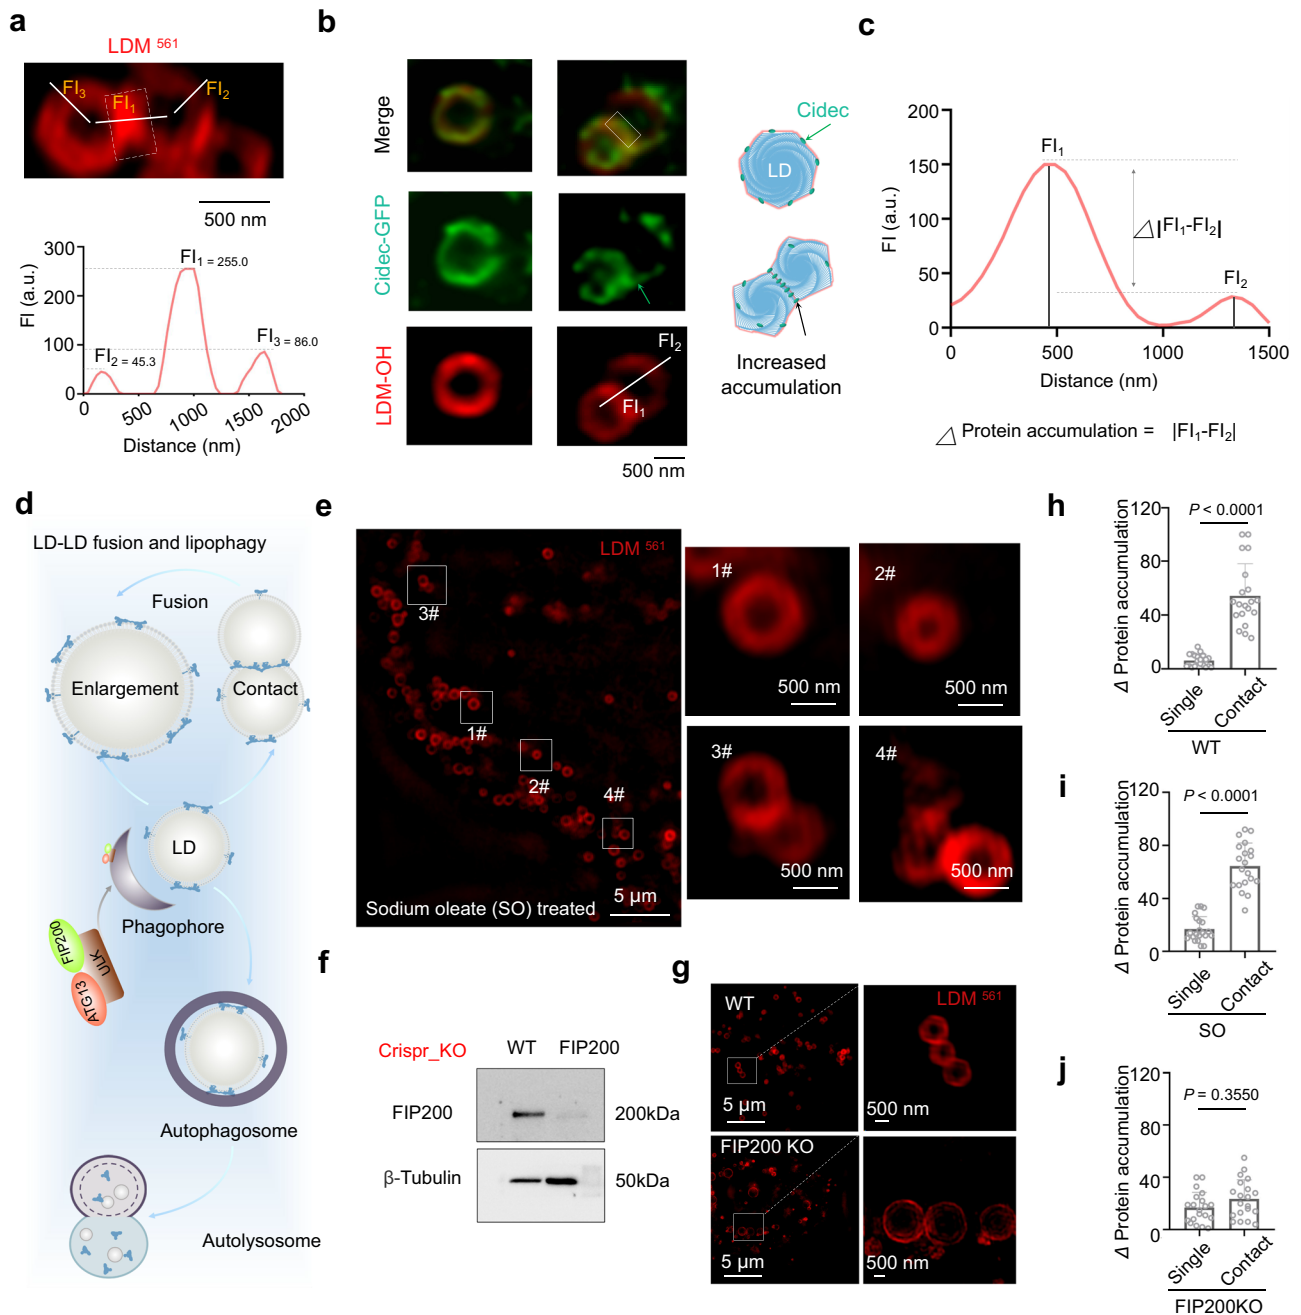 a
LDM 561
FI3
FI1
FI2
500 nm
300
200
100
0
FI (a.u.)
FI1 = 255.0
FI2 = 45.3
FI3 = 86.0
0 500 1000 1500 2000
Distance (nm)
b
Merge
Cidec-GFP
LDM-OH
FI2
FI1
500 nm
Cidec
LD
Increased
accumulation
c
200
150
100
50
0
FI (a.u.)
FI1
△ |FI1-FI2|
FI2
0 500 1000 1500
Distance (nm)
△ Protein accumulation = |FI1-FI2|
d
LD-LD fusion and lipophagy
Fusion
Enlargement
Contact
LD
Phagophore
FIP200
ULK
ATG13
Autophagosome
Autolysosome
e
LDM 561
3#
1#
2#
4#
Sodium oleate (SO) treated
5 µm
1#
500 nm
2#
500 nm
3#
500 nm
4#
500 nm
f
Crispr_KO
WT FIP200
FIP200
200kDa
β-Tubulin
50kDa
g
WT
5 µm
LDM 561
500 nm
FIP200 KO
5 µm
500 nm
h
Δ Protein accumulation
120
80
40
0
P < 0.0001
Single
Contact
WT
i
Δ Protein accumulation
120
80
40
0
P < 0.0001
Single
Contact
SO
j
Δ Protein accumulation
120
80
40
0
P = 0.3550
Single
Contact
FIP200KO